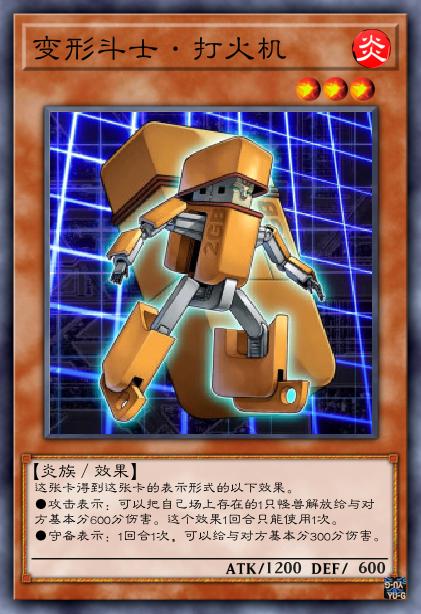 变形斗士・打火机
炎
2GB
【炎族／效果】
这张卡得到这张卡的表示形式的以下效果。
●攻击表示：可以把自己场上存在的1只怪兽解放给与对
方基本分600分伤害。这个效果1回合只能使用1次。
●守备表示：1回合1次，可以给与对方基本分300分伤害。
ATK/1200 DEF/ 600